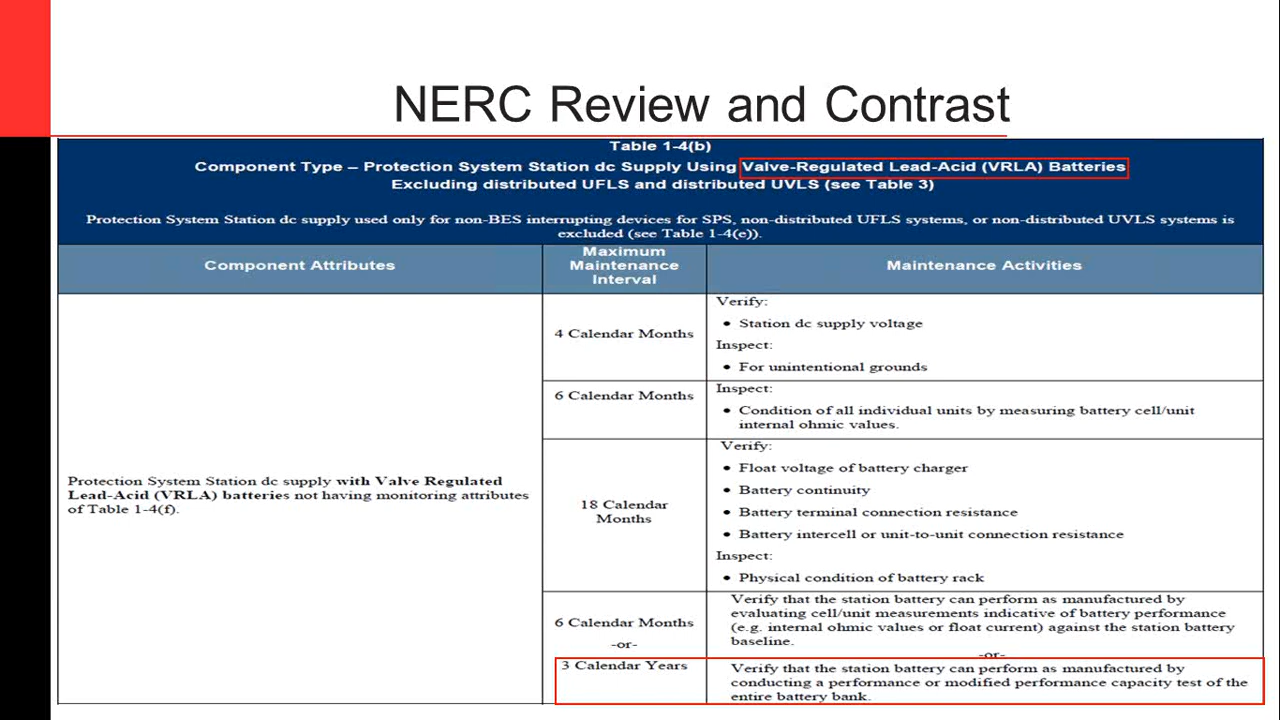 NERC Review and Contrast
Table 1-4(b)
Component Type – Protection System Station dc Supply Using Valve-Regulated Lead-Acid (VRLA) Batteries
Excluding distributed UFLS and distributed UVLS (see Table 3)
Protection System Station dc supply used only for non-BES interrupting devices for SPS, non-distributed UFLS systems, or non-distributed UVLS systems is
excluded (see Table 1-4(e)).
Component Attributes
Maximum
Maintenance
Interval
Maintenance Activities
Protection System Station dc supply with Valve Regulated
Lead-Acid (VRLA) batteries not having monitoring attributes
of Table 1-4(f).
4 Calendar Months
Verify:
• Station dc supply voltage
Inspect:
• For unintentional grounds
6 Calendar Months
Inspect:
• Condition of all individual units by measuring battery cell/unit
internal ohmic values.
18 Calendar
Months
Verify:
• Float voltage of battery charger
• Battery continuity
• Battery terminal connection resistance
• Battery intercell or unit-to-unit connection resistance
Inspect:
• Physical condition of battery rack
6 Calendar Months
-or-
3 Calendar Years
Verify that the station battery can perform as manufactured by
evaluating cell/unit measurements indicative of battery performance
(e.g. internal ohmic values or float current) against the station battery
baseline.
-or-
Verify that the station battery can perform as manufactured by
conducting a performance or modified performance capacity test of the
entire battery bank.